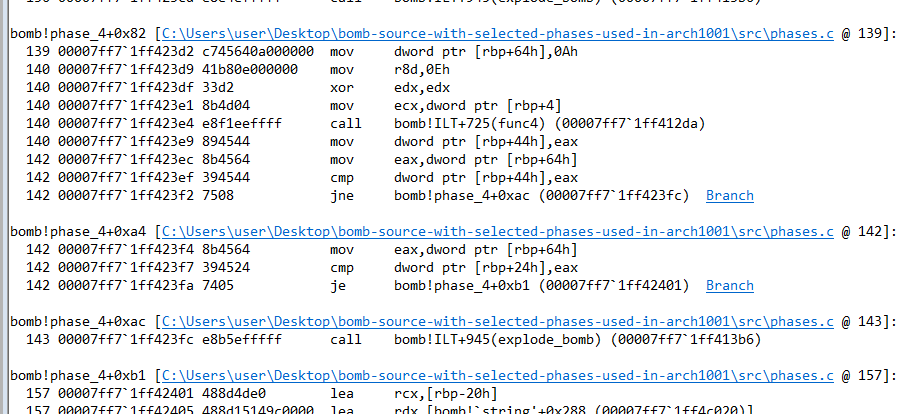 bomb!phase_4+0x82 [C:\Users\user\Desktop\bomb-source-with-selected-phases-used-in-arch1001\src\phases.c @ 139]:
139 00007ff7`1ff423d2 c745640a000000 mov dword ptr [rbp+64h],0Ah
140 00007ff7`1ff423d9 41b80e000000 mov r8d,0Eh
140 00007ff7`1ff423df 33d2 xor edx,edx
140 00007ff7`1ff423e1 8b4d04 mov ecx,dword ptr [rbp+4]
140 00007ff7`1ff423e4 e8f1eeffff call bomb!ILT+725(func4) (00007ff7`1ff412da)
140 00007ff7`1ff423e9 894544 mov dword ptr [rbp+44h],eax
142 00007ff7`1ff423ec 8b4564 mov eax,dword ptr [rbp+64h]
142 00007ff7`1ff423ef 394544 cmp dword ptr [rbp+44h],eax
142 00007ff7`1ff423f2 7508 jne bomb!phase_4+0xac (00007ff7`1ff423fc) Branch
bomb!phase_4+0xa4 [C:\Users\user\Desktop\bomb-source-with-selected-phases-used-in-arch1001\src\phases.c @ 142]:
142 00007ff7`1ff423f4 8b4564 mov eax,dword ptr [rbp+64h]
142 00007ff7`1ff423f7 394524 cmp dword ptr [rbp+24h],eax
142 00007ff7`1ff423fa 7405 je bomb!phase_4+0xb1 (00007ff7`1ff42401) Branch
bomb!phase_4+0xac [C:\Users\user\Desktop\bomb-source-with-selected-phases-used-in-arch1001\src\phases.c @ 143]:
143 00007ff7`1ff423fc e8b5efffff call bomb!ILT+945(explode_bomb) (00007ff7`1ff413b6)
bomb!phase_4+0xb1 [C:\Users\user\Desktop\bomb-source-with-selected-phases-used-in-arch1001\src\phases.c @ 157]:
157 00007ff7`1ff42401 488d4de0 lea rcx,[rbp-20h]
157 00007ff7`1ff42405 488d15149c0000 lea rdx,[bomb!`string'+0x288 (00007ff7`1ff4c020)]